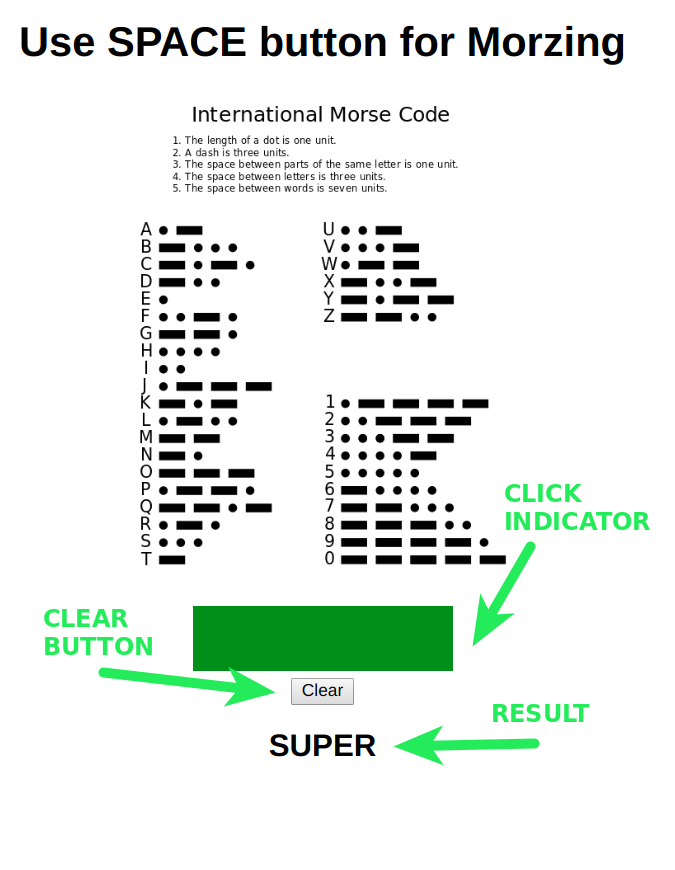 Use SPACE button for Morzing
International Morse Code
1. The length of a dot is one unit.
2. A dash is three units.
3. The space between parts of the same letter is one unit.
4. The space between letters is three units.
5. The space between words is seven units.
A
B
C
D
E
F
G
H
I
J
K
L
M
N
O
P
Q
R
S
T
U
V
W
X
Y
Z
1
2
3
4
5
6
7
8
9
0
CLICK
INDICATOR
CLEAR
BUTTON
Clear
RESULT
SUPER